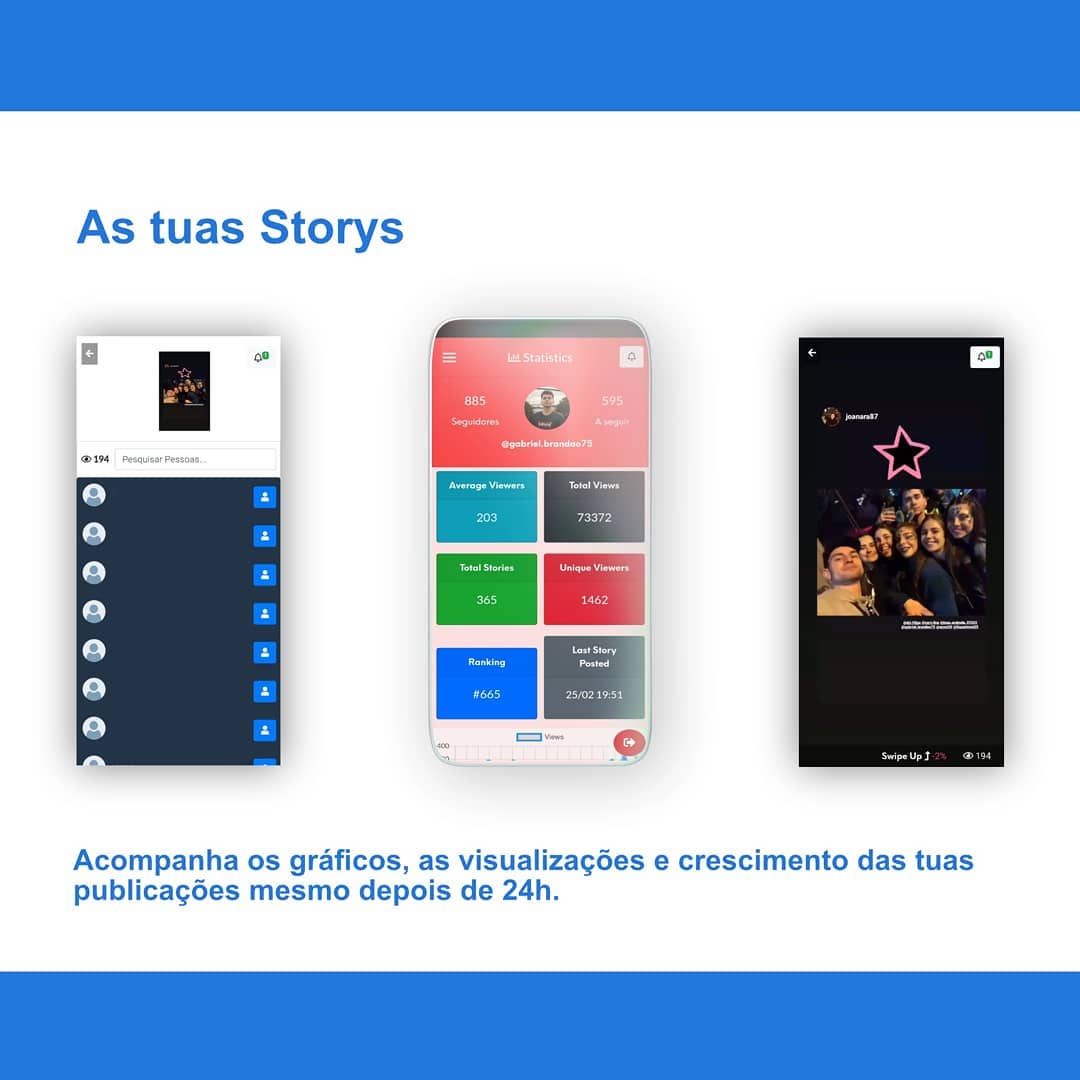 As tuas Storys
194
Pesquisar Pessoas...
Statistics
885
Seguidores
595
A seguir
@gabriel.brandao75
Average Viewers
203
Total Views
73372
Total Stories
365
Unique Viewers
1462
Ranking
#665
Last Story
Posted
25/02 19:51
Views
400
joanara87
Swipe Up -2% 194
Acompanha os gráficos, as visualizações e crescimento das tuas
publicações mesmo depois de 24h.